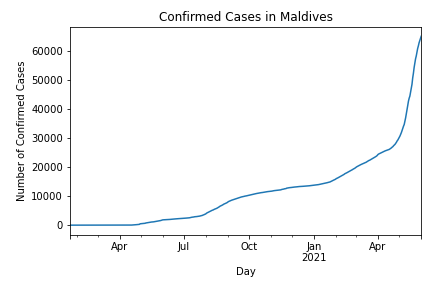 Confirmed Cases in Maldives
Number of Confirmed Cases
60000
50000
40000
30000
20000
10000
0
Apr Jul Oct Jan Apr
2021
Day